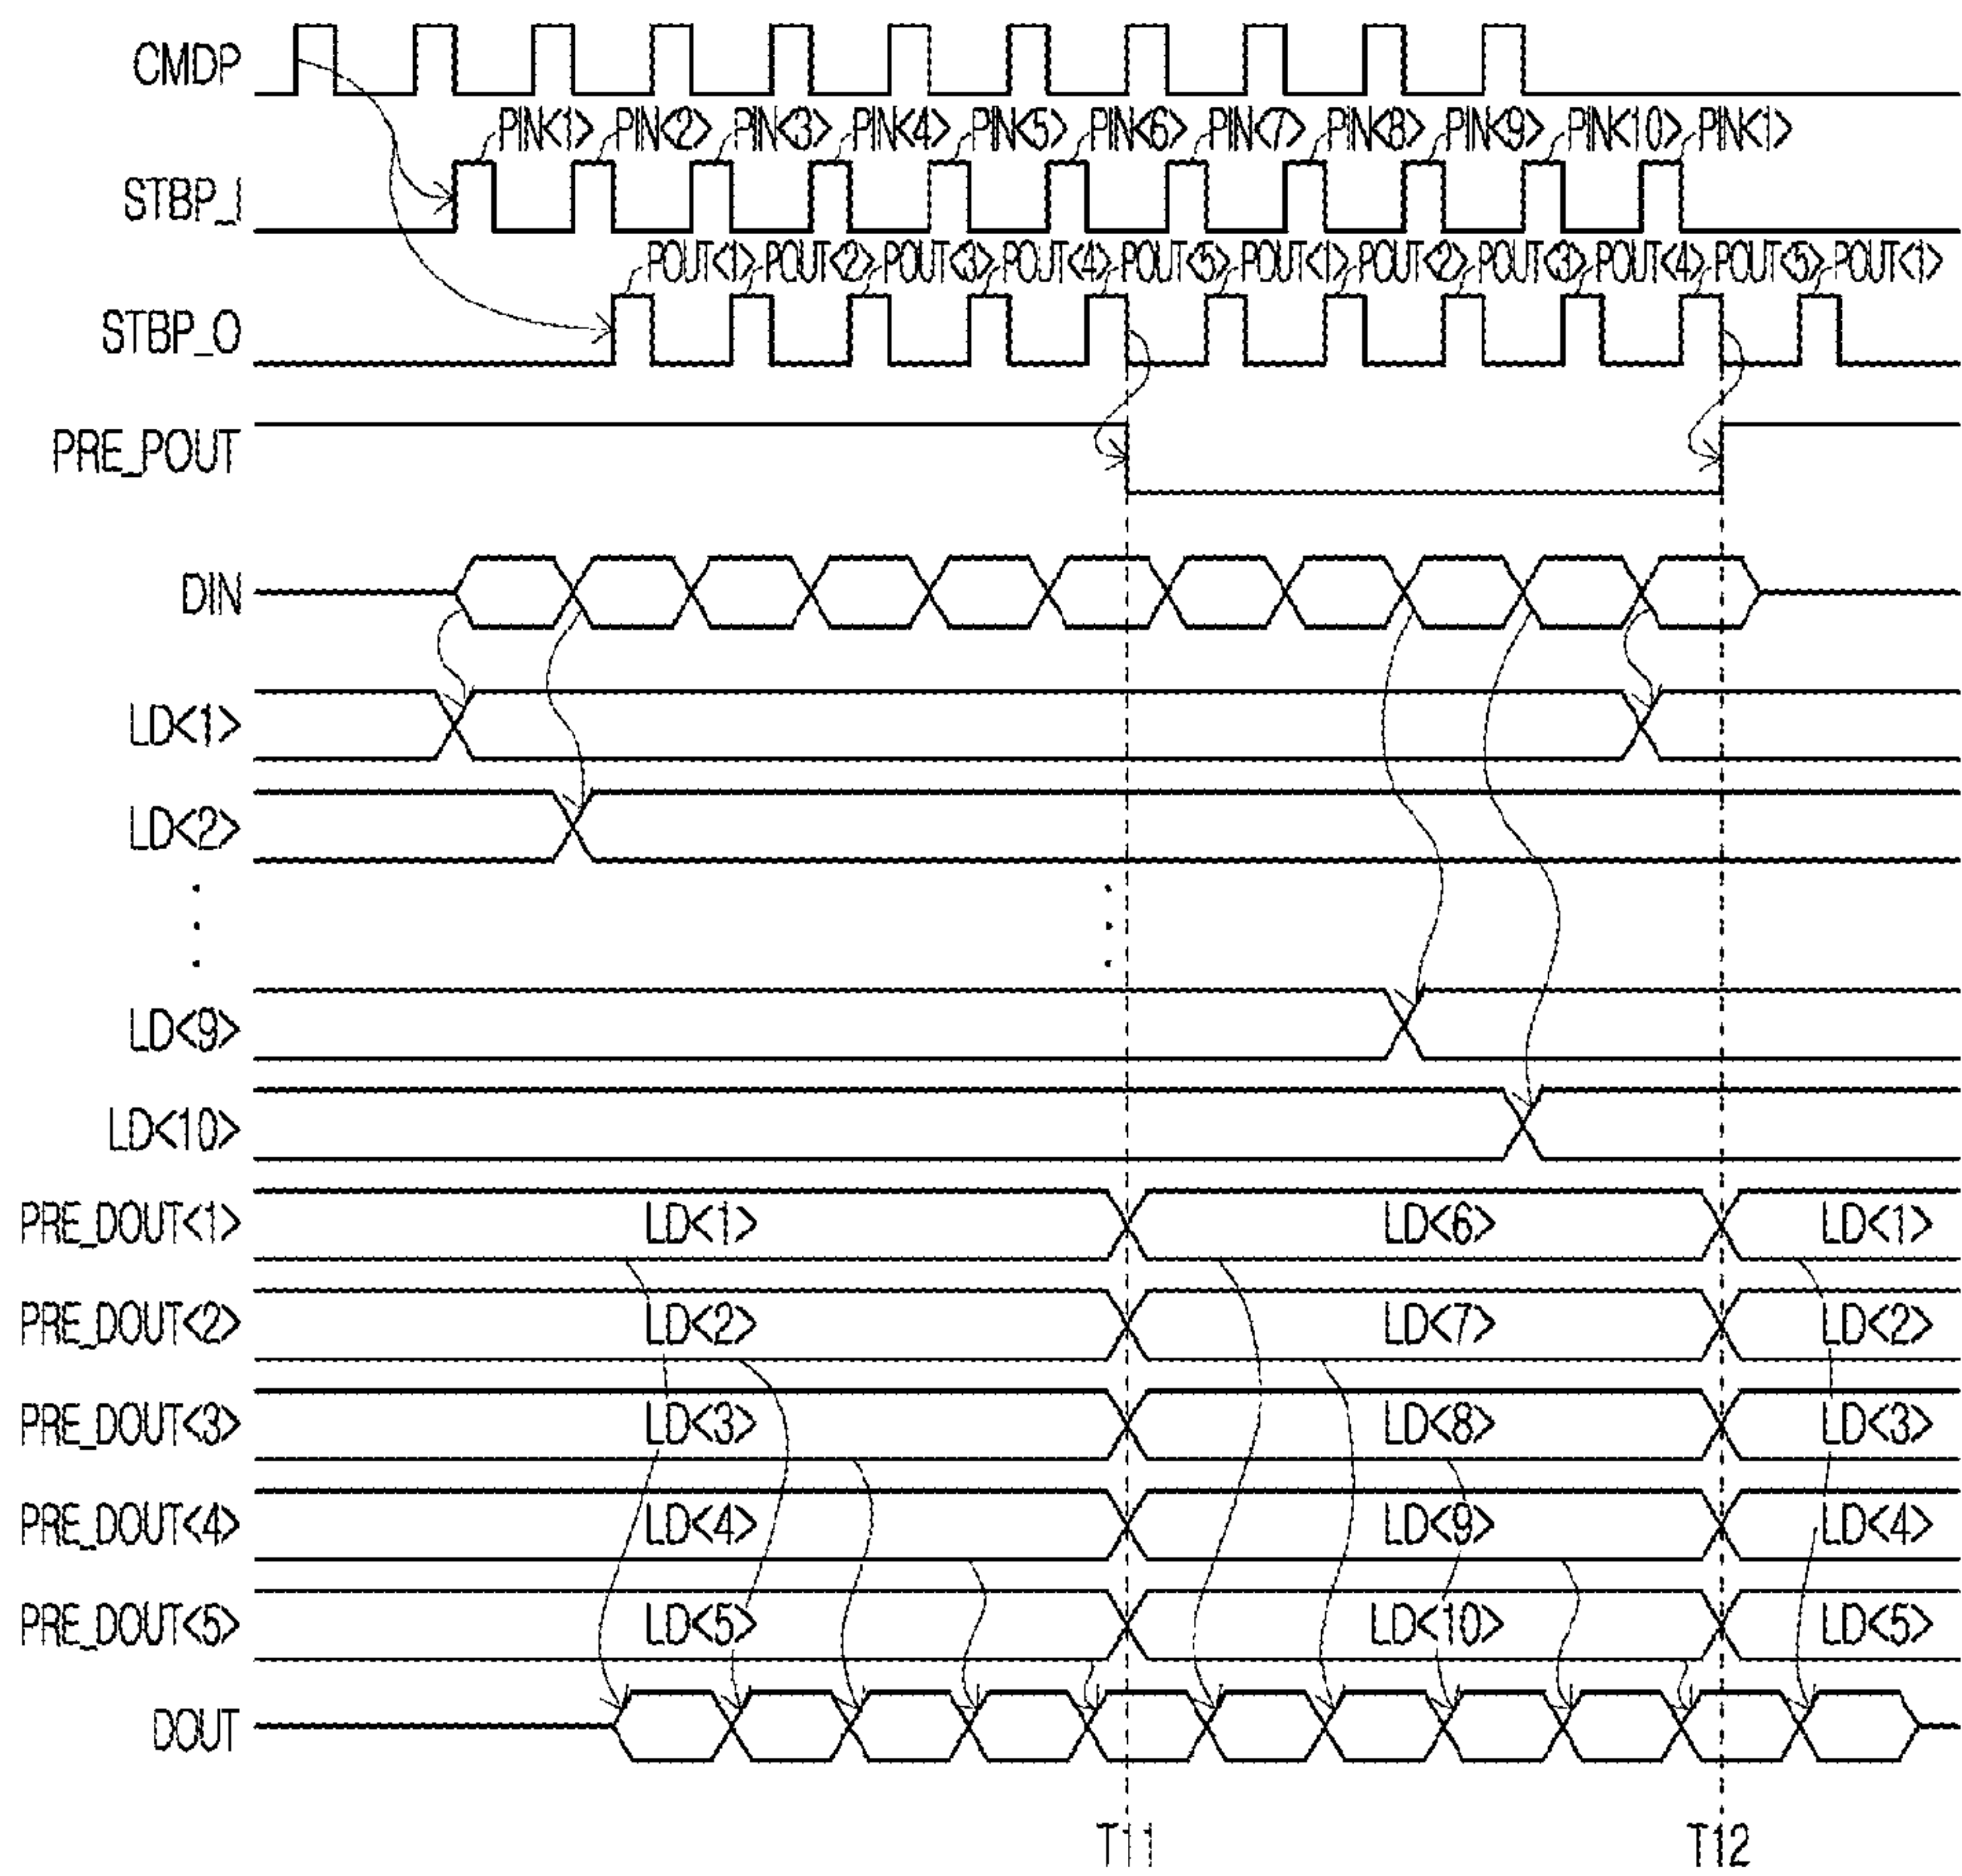 CMDP
PIN<1> PIN<2> PIN<3> PIN<4> PIN<5> PIN<6> PIN<7> PIN<8> PIN<9> PIN<10> PIN<1>
STBP_I
POUT<1> POUT<2> POUT<3> POUT<4> POUT<5> POUT<1> POUT<2> POUT<3> POUT<4> POUT<5> POUT<1>
STBP_O
PRE_POUT
DIN
LD<1>
LD<2>
LD<9>
LD<10>
PRE_DOUT<1> LD<1> LD<6> LD<1>
PRE_DOUT<2> LD<2> LD<7> LD<2>
PRE_DOUT<3> LD<3> LD<8> LD<3>
PRE_DOUT<4> LD<4> LD<9> LD<4>
PRE_DOUT<5> LD<5> LD<10> LD<5>
DOUT
T11 T12